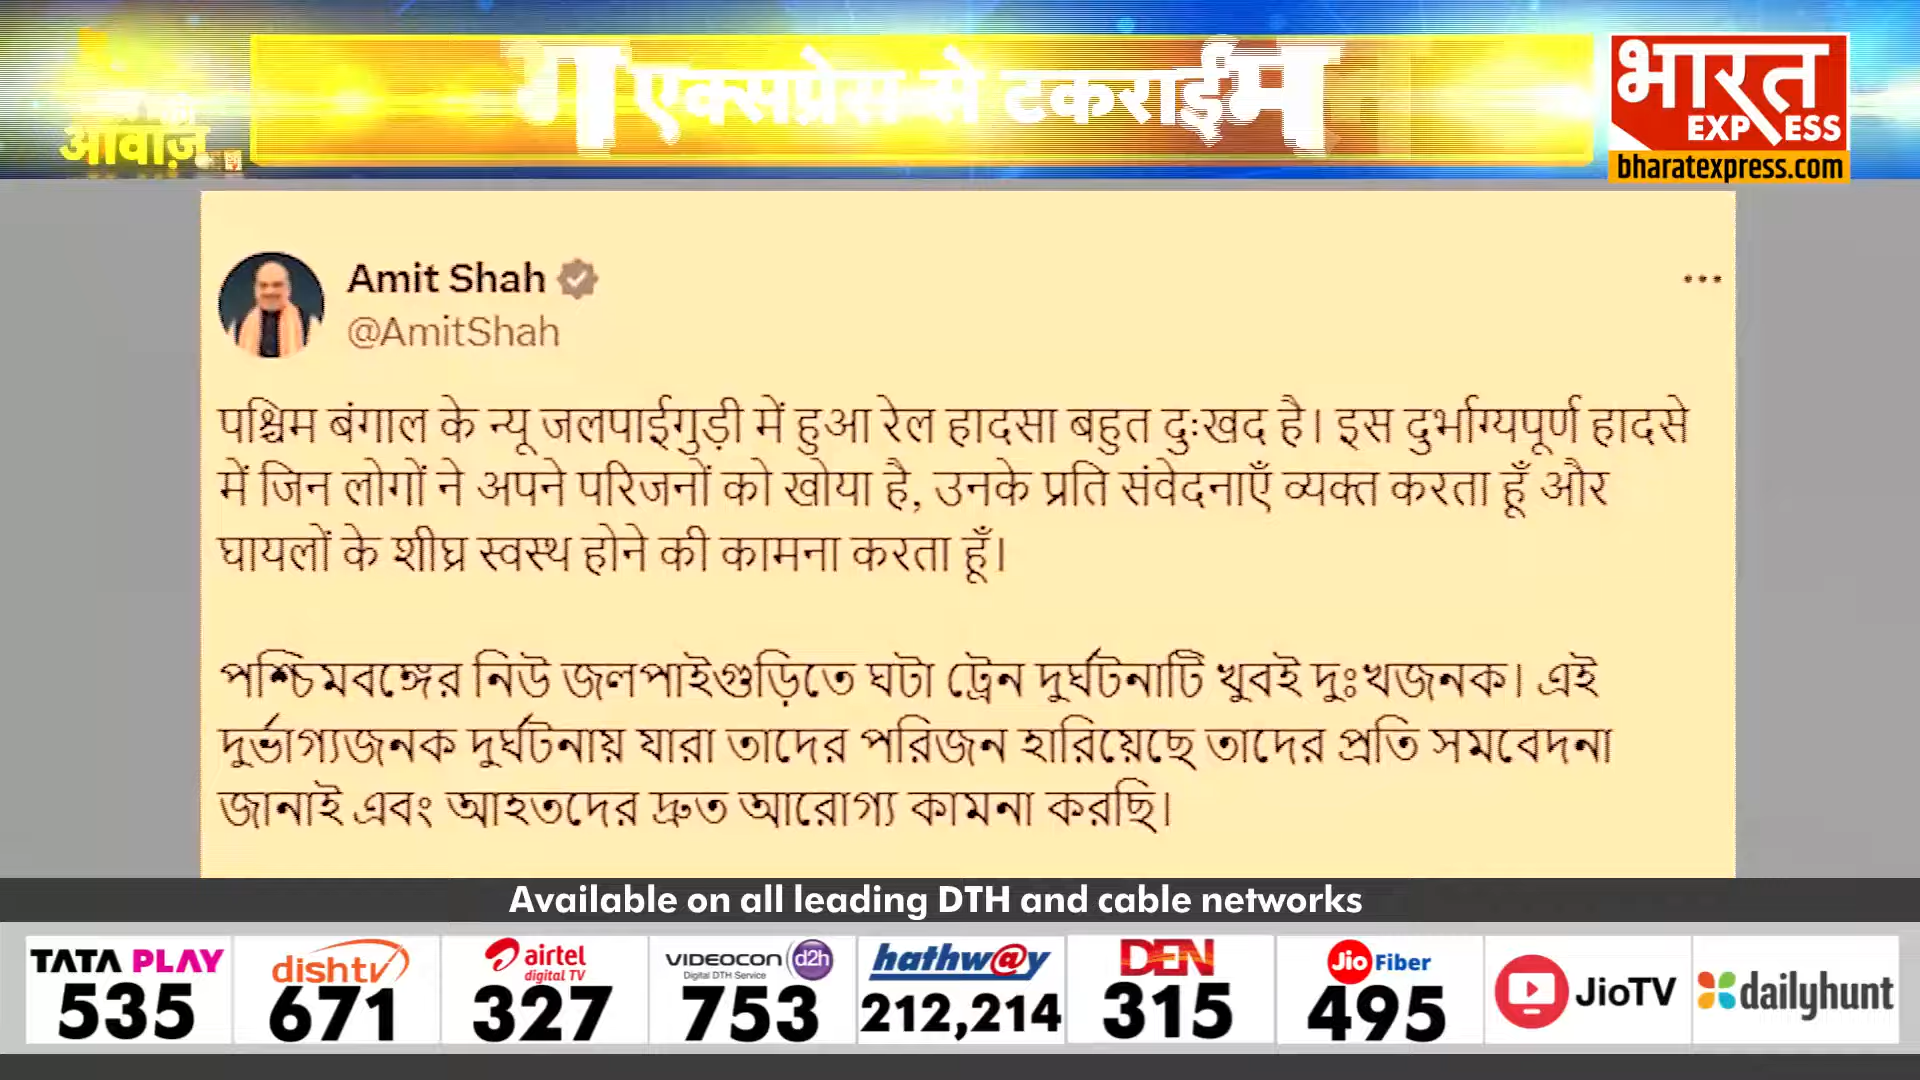 एक्सप्रेस से टकराई
आवाज़
भारत
EXPRESS
bharatexpress.com
Amit Shah
@AmitShah
पश्चिम बंगाल के न्यू जलपाईगुड़ी में हुआ रेल हादसा बहुत दुःखद है। इस दुर्भाग्यपूर्ण हादसे
में जिन लोगों ने अपने परिजनों को खोया है, उनके प्रति संवेदनाएँ व्यक्त करता हूँ और
घायलों के शीघ्र स्वस्थ होने की कामना करता हूँ।
পশ্চিমবঙ্গের নিউ জলপাইগুড়িতে ঘটা ট্রেন দুর্ঘটনাটি খুবই দুঃখজনক। এই
দুর্ভাগ্যজনক দুর্ঘটনায় যারা তাদের পরিজন হারিয়েছে তাদের প্রতি সমবেদনা
জানাই এবং আহতদের দ্রুত আরোগ্য কামনা করছি।
Available on all leading DTH and cable networks
TATA PLAY
535
dishtv
671
airtel
digital TV
327
VIDEOCON d2h
Digital DTH Service
753
hathw@y
212,214
DEN
315
Jio Fiber
495
JioTV
dailyhunt